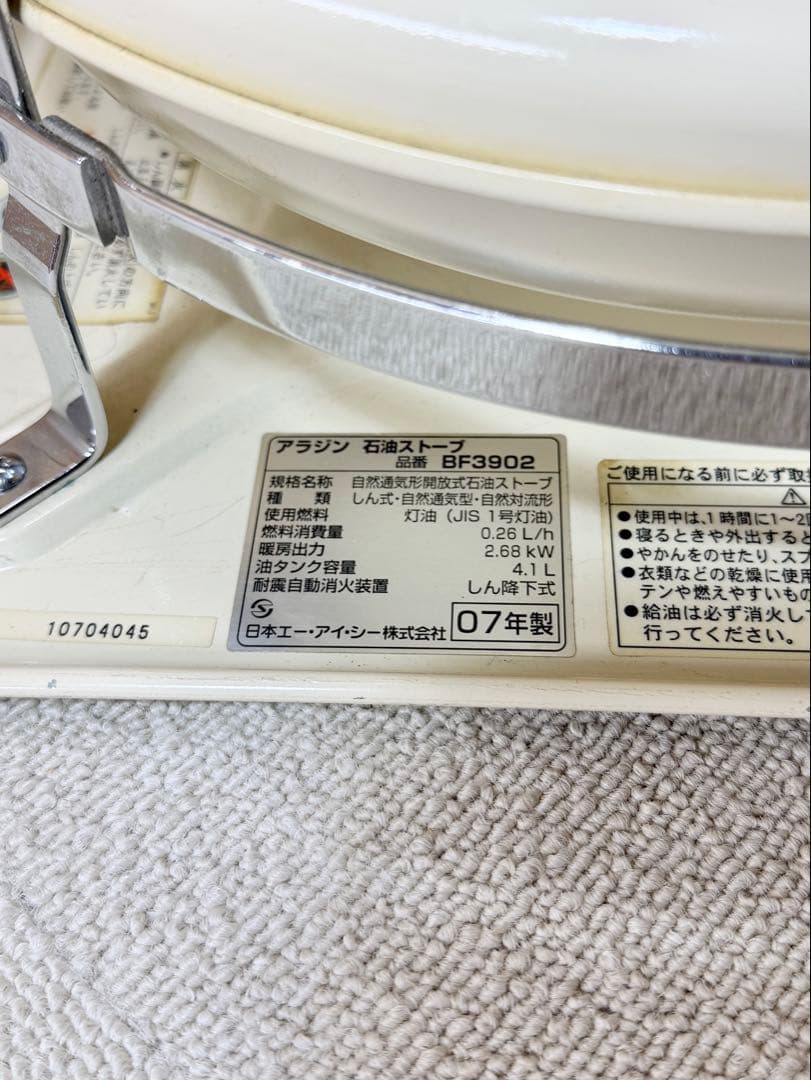 アラジン 石油ストーブ
品番 BF3902
規格名称 自然通気形開放式石油ストーブ
種類 しん式・自然通気型・自然対流形
使用燃料 灯油(JIS 1号灯油)
燃料消費量 0.26 L/h
暖房出力 2.68 kW
油タンク容量 4.1 L
耐震自動消火装置 しん降下式
日本エー・アイ・シー株式会社 07年製
10704045
ご使用になる前に必ず取
●使用中は、1時間に1〜2
●寝るときや外出すると
●やかんをのせたり、ス
●衣類などの乾燥に使用
テンや燃えやすいもの
●給油は必ず消火し
行ってください。